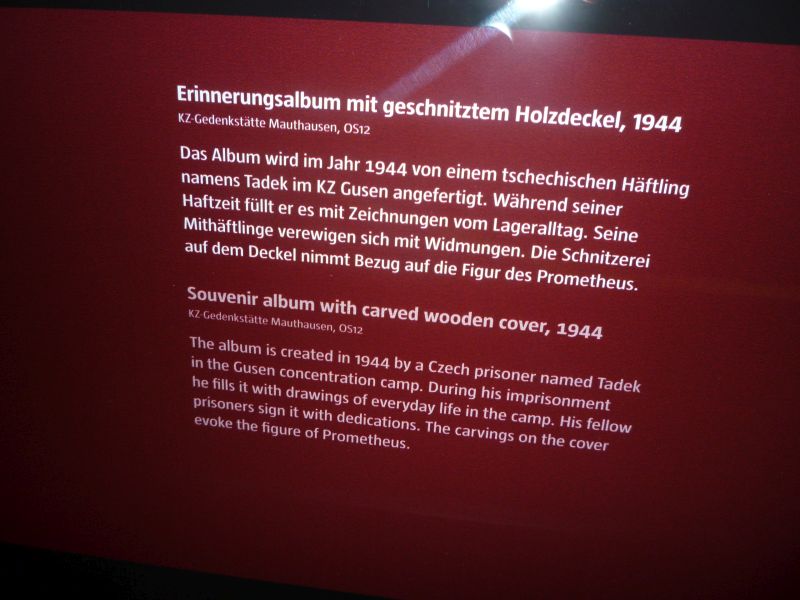 Erinnerungsalbum mit geschnitztem Holzdeckel, 1944
KZ-Gedenkstätte Mauthausen, OS12
Das Album wird im Jahr 1944 von einem tschechischen Häftling
namens Tadek im KZ Gusen angefertigt. Während seiner
Haftzeit füllt er es mit Zeichnungen vom Lageralltag. Seine
Mithäftlinge verewigen sich mit Widmungen. Die Schnitzerei
auf dem Deckel nimmt Bezug auf die Figur des Prometheus.
Souvenir album with carved wooden cover, 1944
KZ-Gedenkstätte Mauthausen, OS12
The album is created in 1944 by a Czech prisoner named Tadek
in the Gusen concentration camp. During his imprisonment
he fills it with drawings of everyday life in the camp. His fellow
prisoners sign it with dedications. The carvings on the cover
evoke the figure of Prometheus.